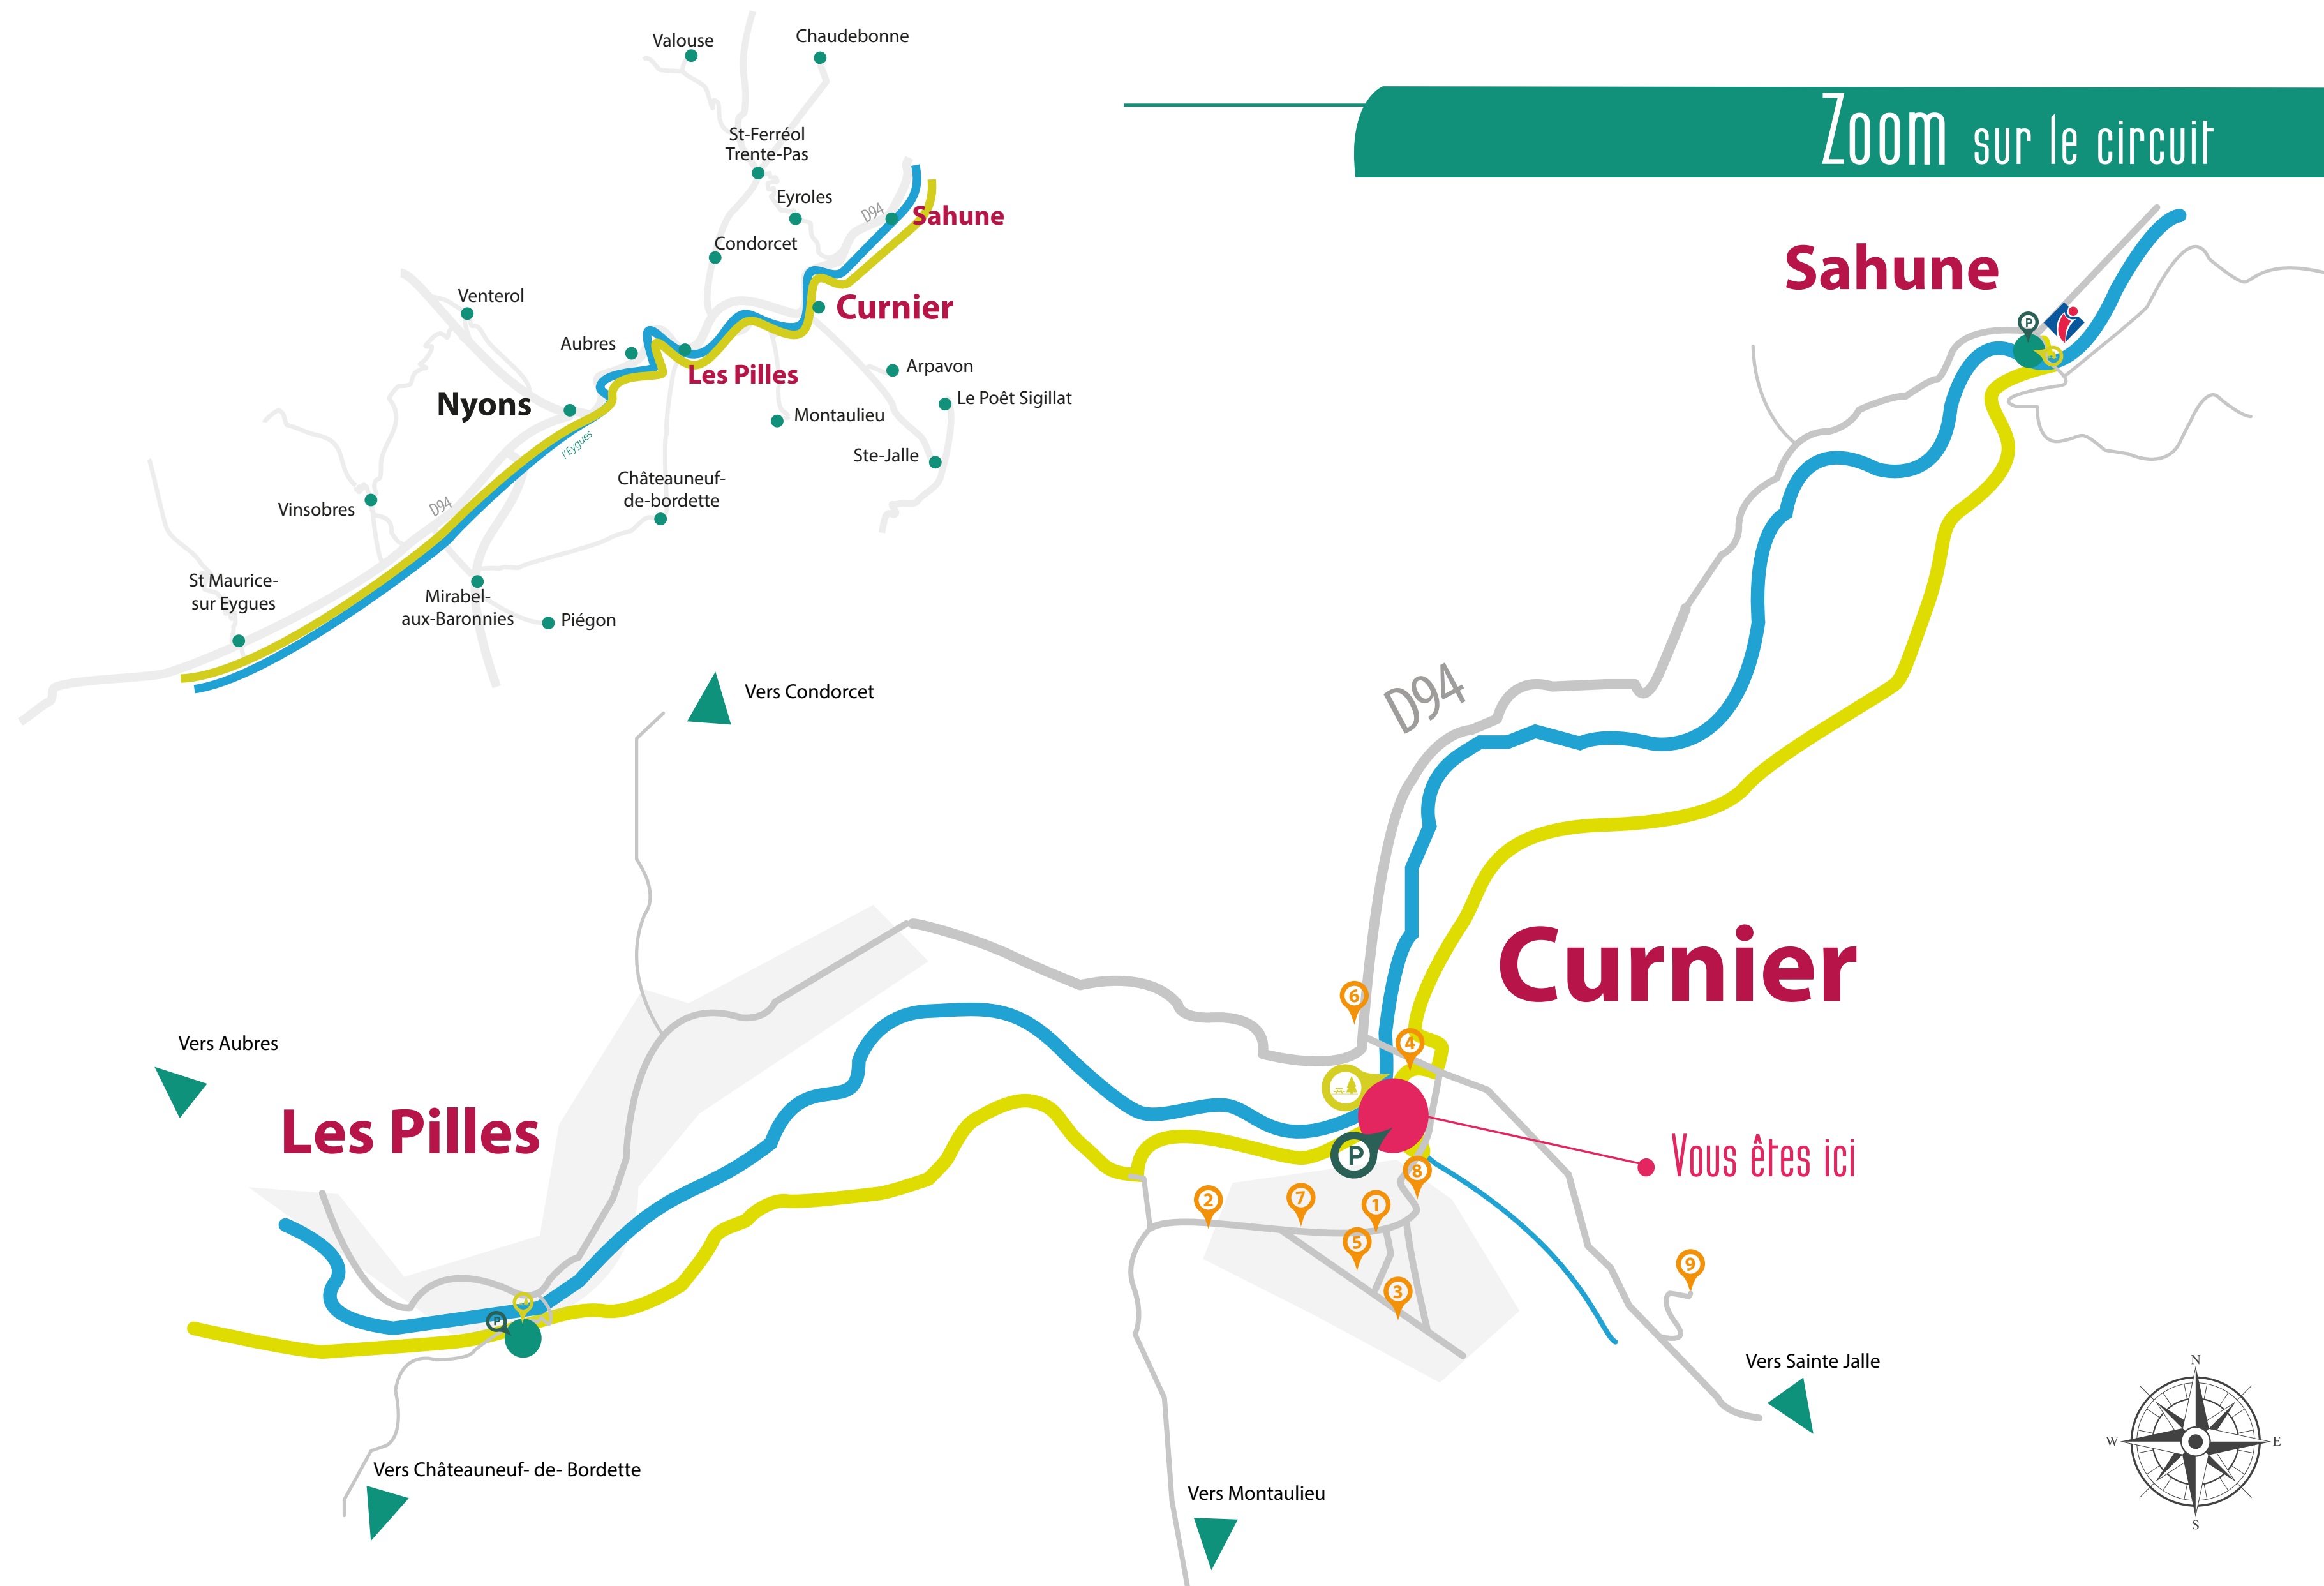 Zoom sur le circuit
Valouse
Chaudebonne
St-Ferréol
Trente-Pas
Eyroles
D94
Sahune
Condorcet
Venterol
Curnier
Aubres
Les Pilles
Arpavon
Nyons
Le Poêt Sigillat
Montaulieu
l'Eygues
Ste-Jalle
Châteauneuf-
de-bordette
Vinsobres
D94
St Maurice-
sur Eygues
Mirabel-
aux-Baronnies
Piégon
Sahune
P
Vers Condorcet
D94
Curnier
6
4
Vers Aubres
Les Pilles
Vous êtes ici
P
8
2
7
1
5
9
3
P
Vers Sainte Jalle
Vers Châteauneuf- de- Bordette
Vers Montaulieu
N
W
E
S